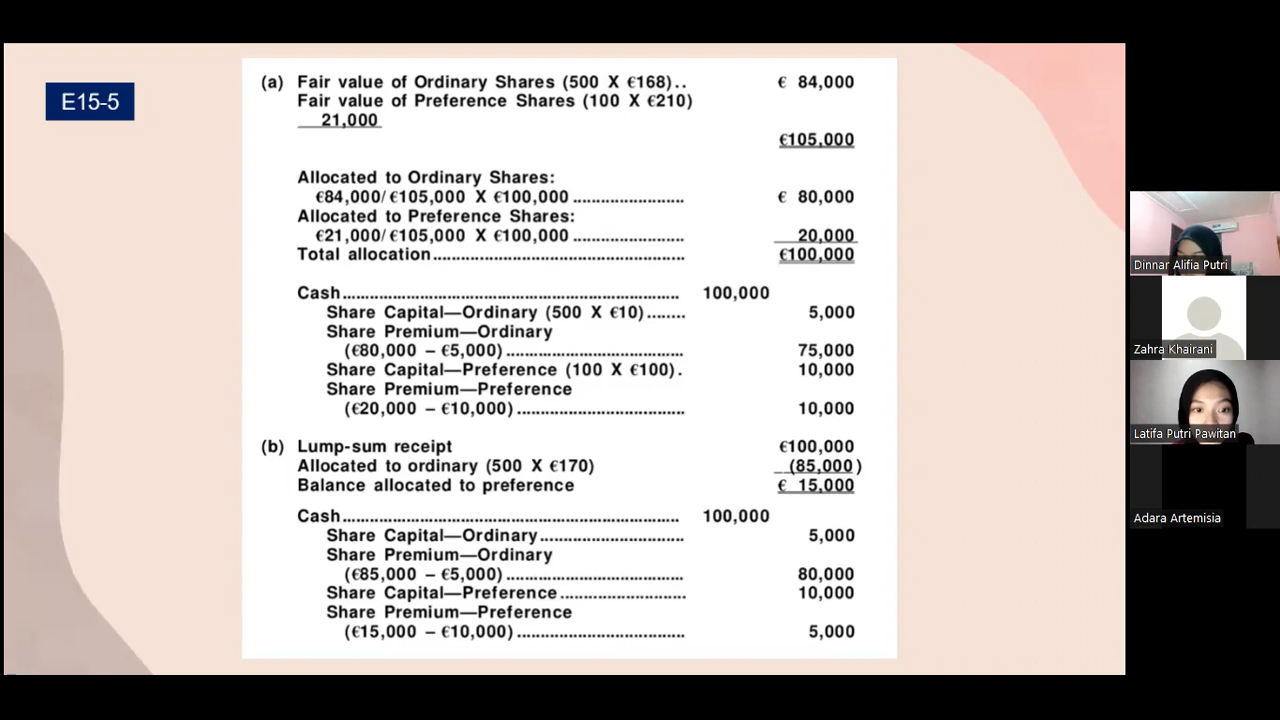 E15-5
(a) Fair value of Ordinary Shares (500 X €168).. € 84,000
Fair value of Preference Shares (100 X €210)
21,000
€105,000
Allocated to Ordinary Shares:
€84,000/€105,000 X €100,000 .......................... € 80,000
Allocated to Preference Shares:
€21,000/€105,000 X €100,000 .......................... 20,000
Total allocation .......................................................... €100,000
Cash .......................................................................... 100,000
Share Capital—Ordinary (500 X €10) ........ 5,000
Share Premium—Ordinary
(€80,000 – €5,000) ....................................... 75,000
Share Capital—Preference (100 X €100) . 10,000
Share Premium—Preference
(€20,000 – €10,000) ..................................... 10,000
(b) Lump-sum receipt €100,000
Allocated to ordinary (500 X €170) (85,000)
Balance allocated to preference € 15,000
Cash .......................................................................... 100,000
Share Capital—Ordinary ................................ 5,000
Share Premium—Ordinary
(€85,000 – €5,000) ....................................... 80,000
Share Capital—Preference ............................ 10,000
Share Premium—Preference
(€15,000 – €10,000) ..................................... 5,000
Dinnar Alifia Putri
Zahra Khairani
Latifa Putri Pawitan
Adara Artemisia